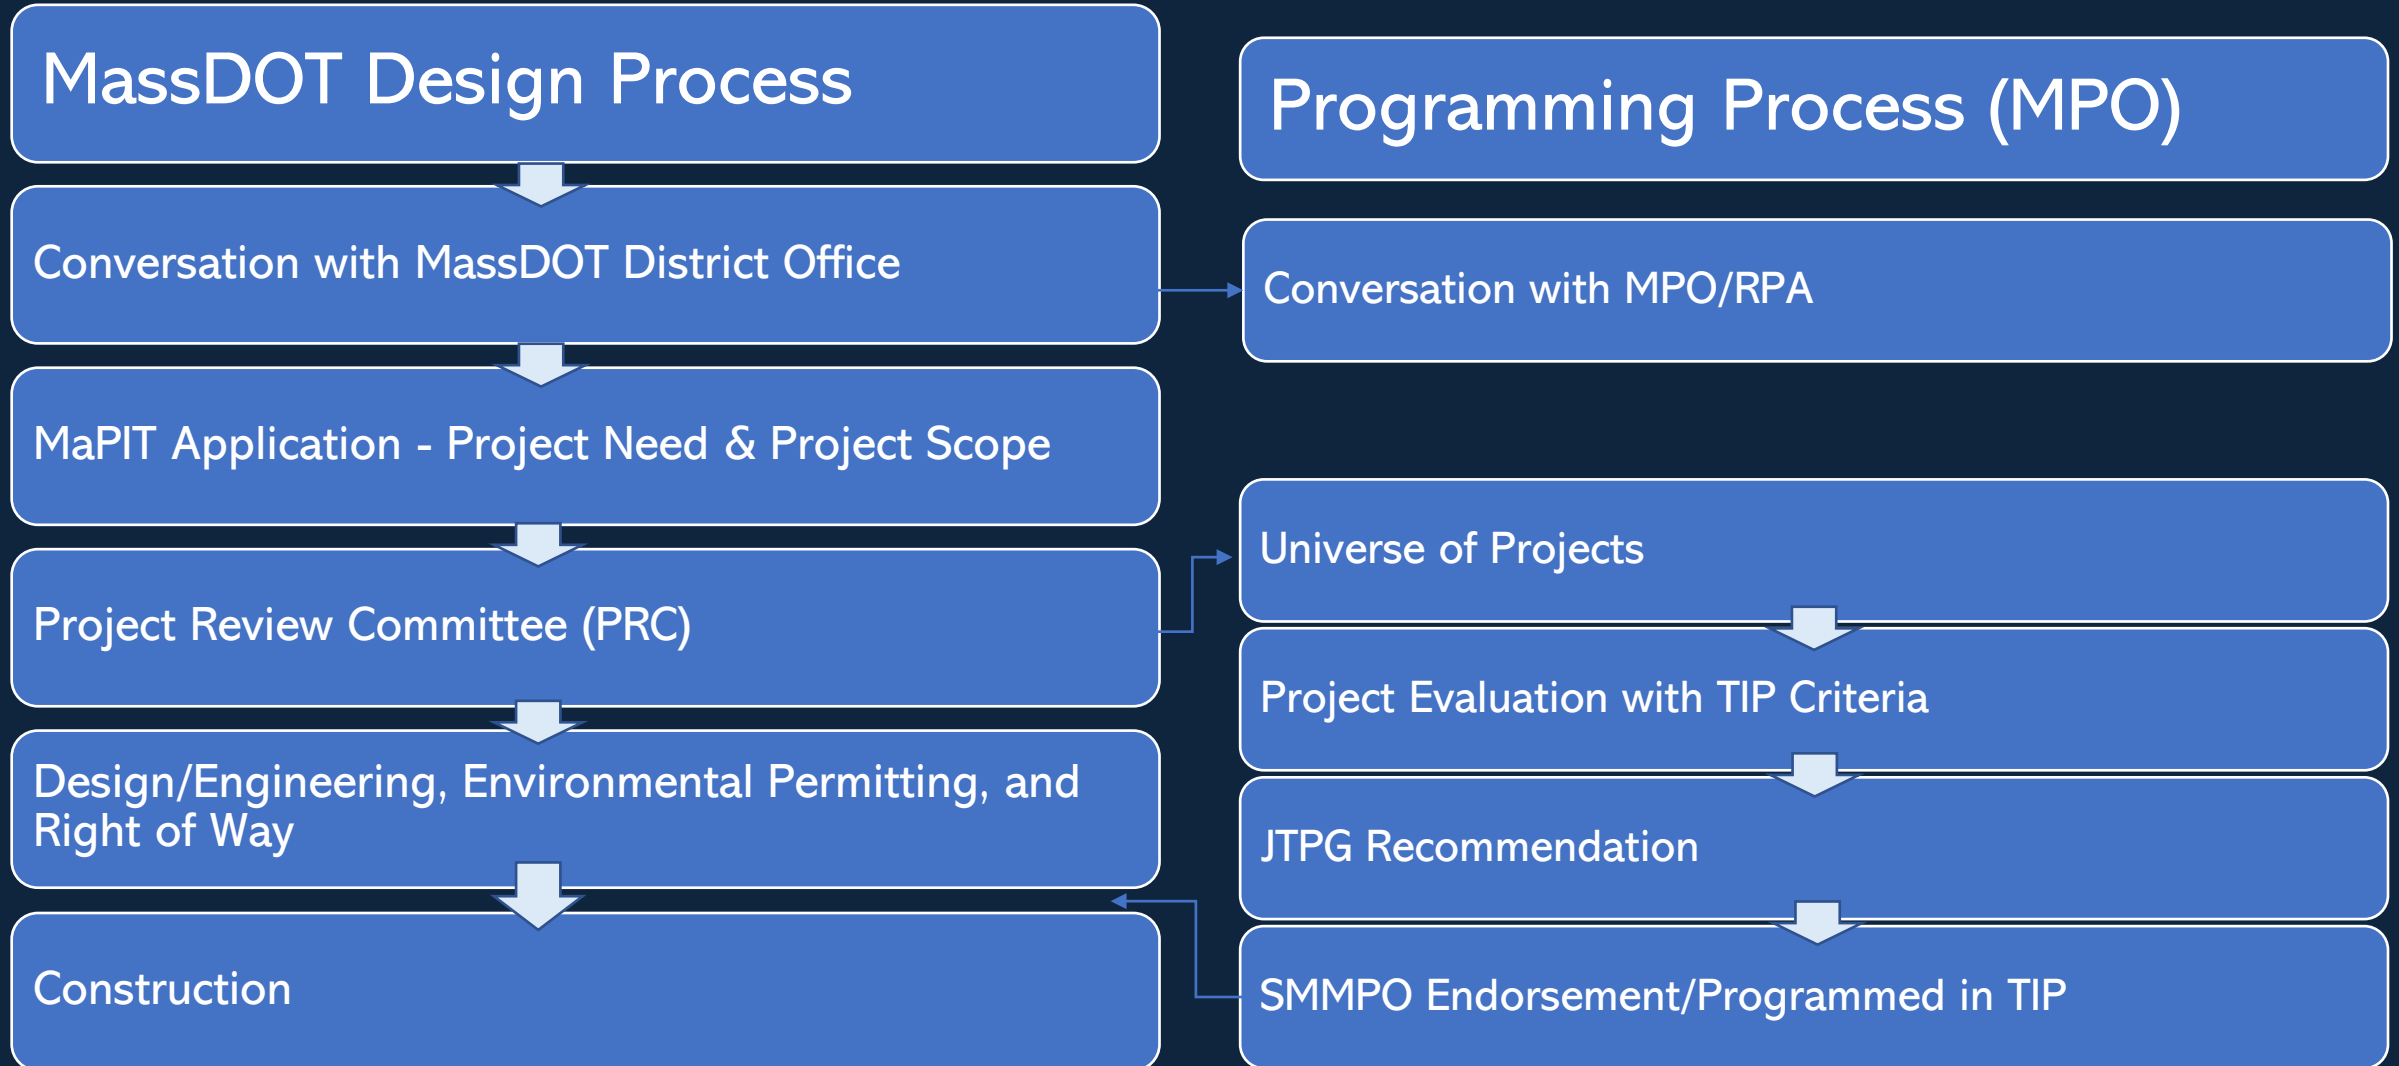 MassDOT Design Process
Conversation with MassDOT District Office
MaPIT Application - Project Need & Project Scope
Project Review Committee (PRC)
Design/Engineering, Environmental Permitting, and
Right of Way
Construction
Programming Process (MPO)
Conversation with MPO/RPA
Universe of Projects
Project Evaluation with TIP Criteria
JTPG Recommendation
SMMPO Endorsement/Programmed in TIP